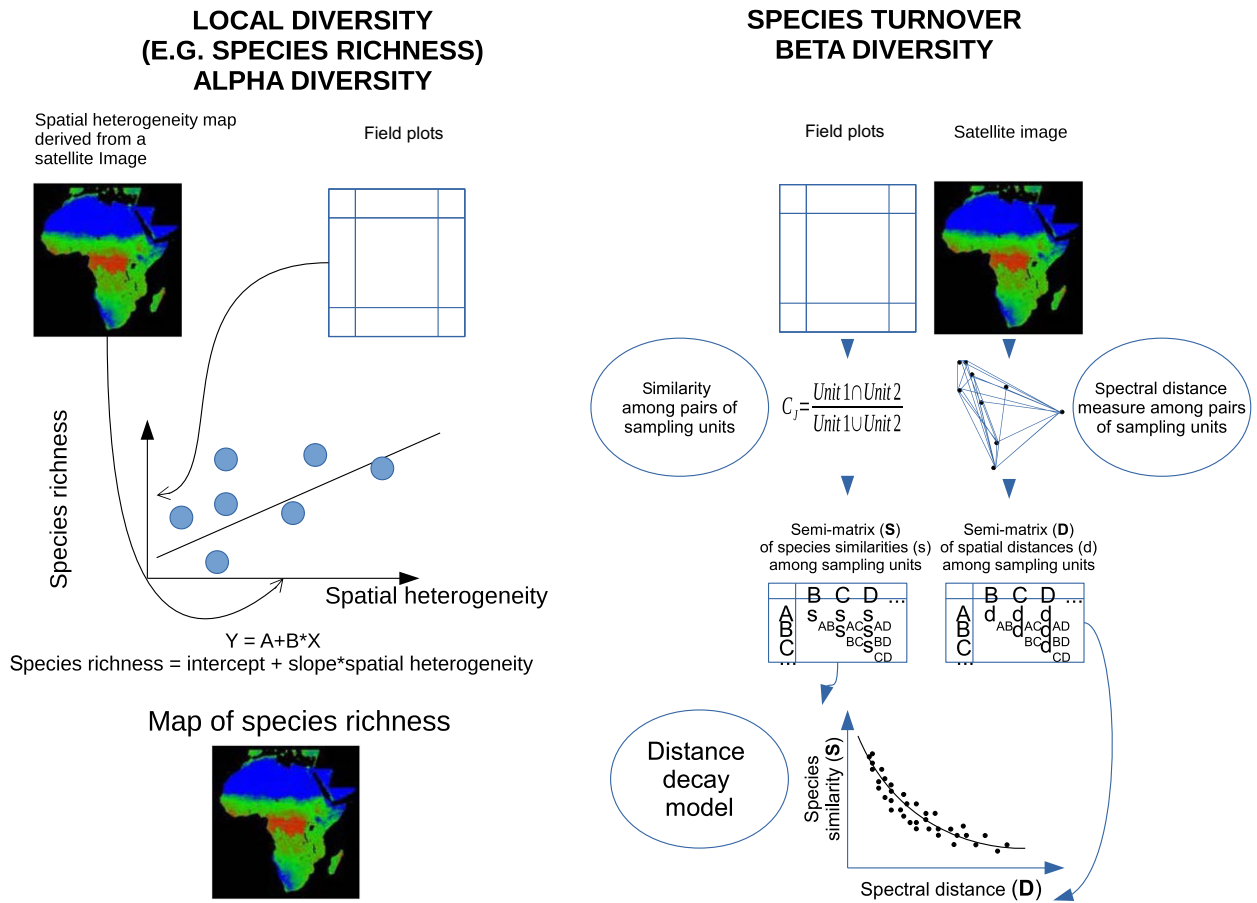 LOCAL DIVERSITY
(E.G. SPECIES RICHNESS)
ALPHA DIVERSITY
Spatial heterogeneity map
derived from a
satellite Image
Field plots
Species richness
Spatial heterogeneity
Y = A+B*X
Species richness = intercept + slope*spatial heterogeneity
Map of species richness
SPECIES TURNOVER
BETA DIVERSITY
Field plots
Satellite image
Similarity
among pairs of
sampling units
C_J = Unit 1∩Unit 2
Unit 1∪Unit 2
Spectral distance
measure among pairs
of sampling units
Semi-matrix (S)
of species similarities (s)
among sampling units
B C D ...
A s_AB s_AC s_AD
B s_BC s_BD
C s_CD
...
Semi-matrix (D)
of spatial distances (d)
among sampling units
B C D ...
A d_AB d_AC d_AD
B d_BC d_BD
C d_CD
...
Distance
decay
model
Species
similarity (S)
Spectral distance (D)